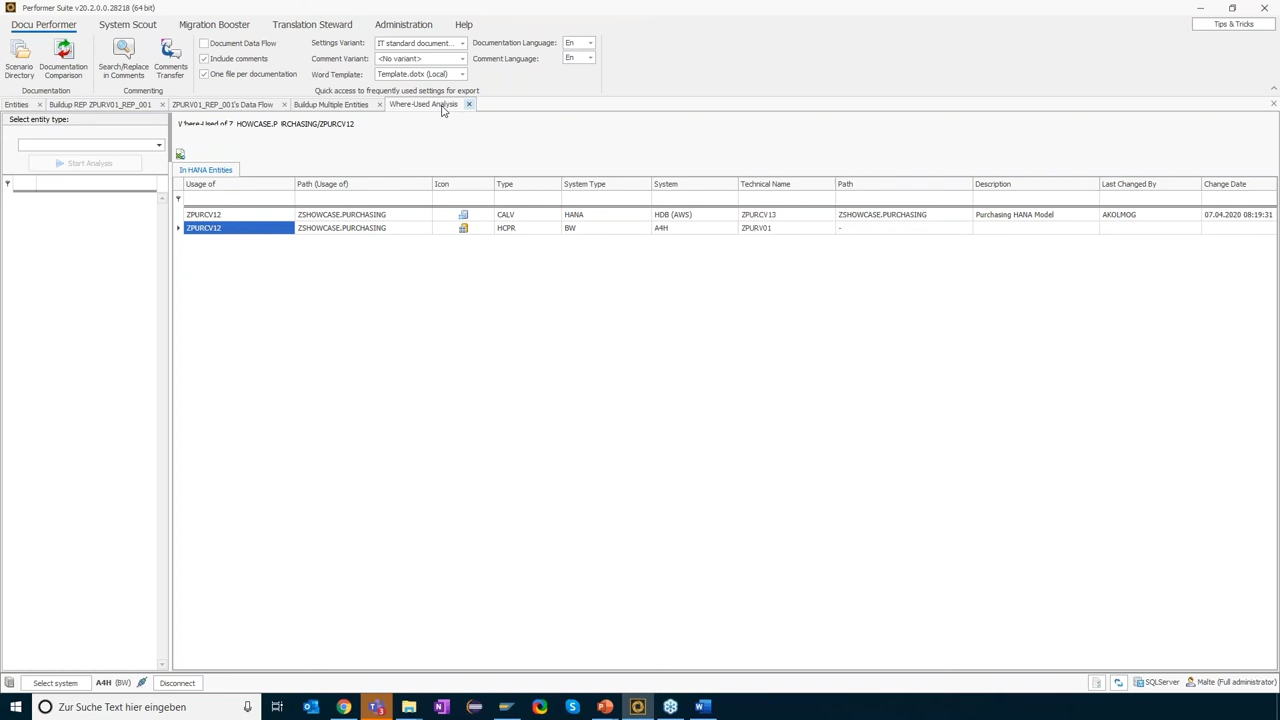 Performer Suite v20.2.0.0.28218 (64 bit)
Docu Performer System Scout Migration Booster Translation Steward Administration Help
Tips & Tricks
Scenario Directory
Documentation Comparison
Documentation
Search/Replace in Comments
Comments Transfer
Commenting
Document Data Flow
Include comments
One file per documentation
Settings Variant: IT standard document...
Comment Variant: <No variant>
Word Template: Template.dotx (Local)
Documentation Language: En
Comment Language: En
Quick access to frequently used settings for export
Entities Buildup REP ZPURV01_REP_001 ZPURV01_REP_001's Data Flow Buildup Multiple Entities Where-Used Analysis
Select entity type:
Start Analysis
HOWCASE.P
RCHASING/ZPURCV12
In HANA Entities
Usage of Path (Usage of) Icon Type System Type System Technical Name Path Description Last Changed By Change Date
ZPURCV12 ZSHOWCASE.PURCHASING CALV HANA HDB (AWS) ZPURCV13 ZSHOWCASE.PURCHASING Purchasing HANA Model AKOLMOG 07.04.2020 08:19:31
ZPURCV12 ZSHOWCASE.PURCHASING HCPR BW A4H ZPURV01 -
Select system A4H (BW) Disconnect
SQLServer Malte (Full administrator)
Zur Suche Text hier eingeben